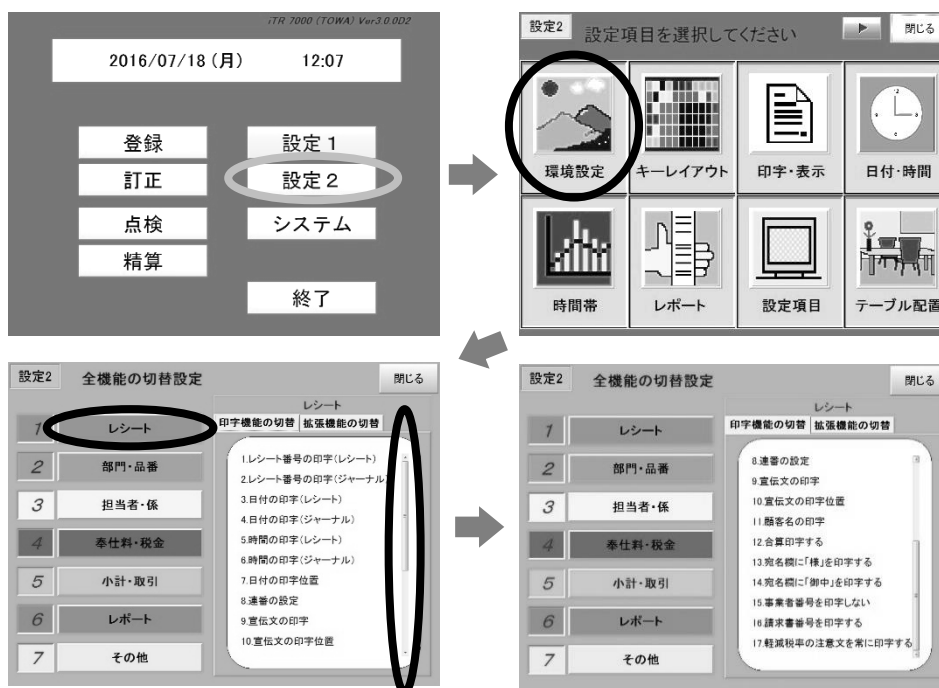 iTR 7000 (TOWA) Ver3.0.0D2
2016/07/18(月) 12:07
登録
設定1
訂正
設定2
点検
システム
精算
終了
設定2
設定項目を選択してください
閉じる
環境設定
キーレイアウト
印字・表示
日付・時間
時間帯
レポート
設定項目
テーブル配置
設定2
全機能の切替設定
閉じる
レシート
印字機能の切替
拡張機能の切替
1 レシート
2 部門・品番
3 担当者・係
4 奉仕料・税金
5 小計・取引
6 レポート
7 その他
1.レシート番号の印字(レシート)
2.レシート番号の印字(ジャーナル
3.日付の印字(レシート)
4.日付の印字(ジャーナル)
5.時間の印字(レシート)
6.時間の印字(ジャーナル)
7.日付の印字位置
8.連番の設定
9.宣伝文の印字
10.宣伝文の印字位置
設定2
全機能の切替設定
閉じる
レシート
印字機能の切替
拡張機能の切替
1 レシート
2 部門・品番
3 担当者・係
4 奉仕料・税金
5 小計・取引
6 レポート
7 その他
8.連番の設定
9.宣伝文の印字
10.宣伝文の印字位置
11.顧客名の印字
12.合算印字する
13.宛名欄に「様」を印字する
14.宛名欄に「御中」を印字する
15.事業者番号を印字しない
16.請求書番号を印字する
17.軽減税率の注意文を常に印字する